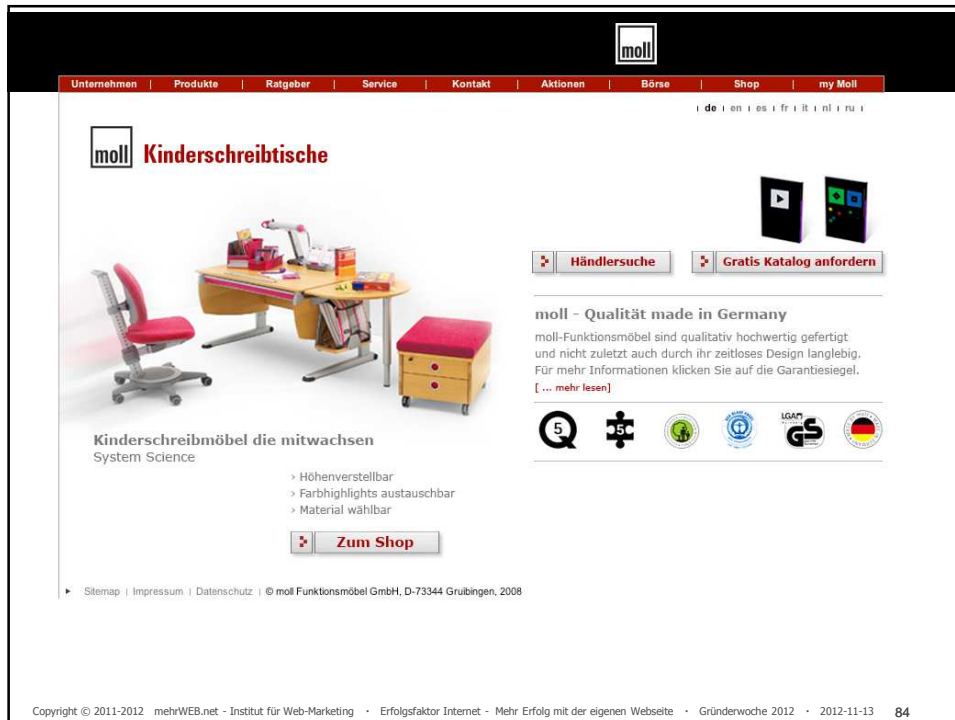 moll
Unternehmen | Produkte | Ratgeber | Service | Kontakt | Aktionen | Börse | Shop | my Moll
ı de ı en ı es ı fr ı it ı nl ı ru ı
moll Kinderschreibtische
Händlersuche
Gratis Katalog anfordern
moll - Qualität made in Germany
moll-Funktionsmöbel sind qualitativ hochwertig gefertigt
und nicht zuletzt auch durch ihr zeitloses Design langlebig.
Für mehr Informationen klicken Sie auf die Garantiesiegel.
[ ... mehr lesen]
5
5
LGA
GS
Kinderschreibmöbel die mitwachsen
System Science
› Höhenverstellbar
› Farbhighlights austauschbar
› Material wählbar
Zum Shop
Sitemap | Impressum | Datenschutz | © moll Funktionsmöbel GmbH, D-73344 Gruibingen, 2008
Copyright © 2011-2012 mehrWEB.net - Institut für Web-Marketing · Erfolgsfaktor Internet - Mehr Erfolg mit der eigenen Webseite · Gründerwoche 2012 · 2012-11-13 84